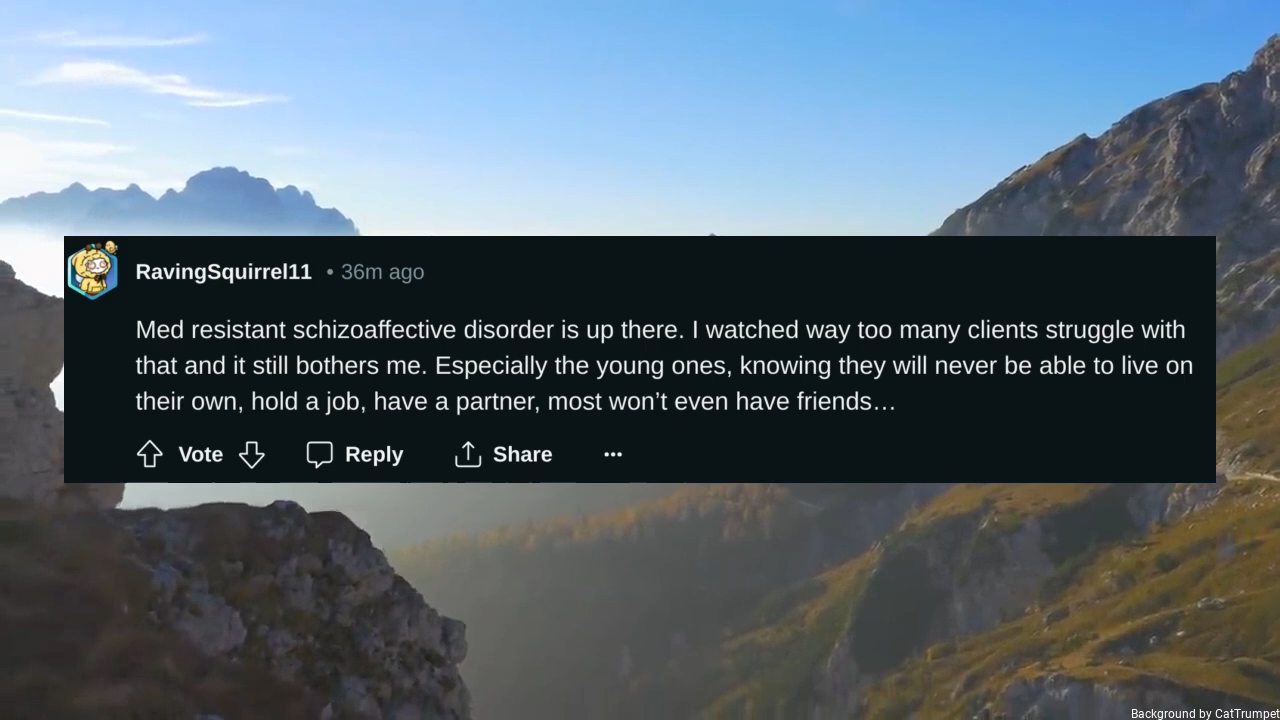 RavingSquirrel11 • 36m ago
Med resistant schizoaffective disorder is up there. I watched way too many clients struggle with
that and it still bothers me. Especially the young ones, knowing they will never be able to live on
their own, hold a job, have a partner, most won’t even have friends…
Vote Reply Share ...
Background by CatTrumpet